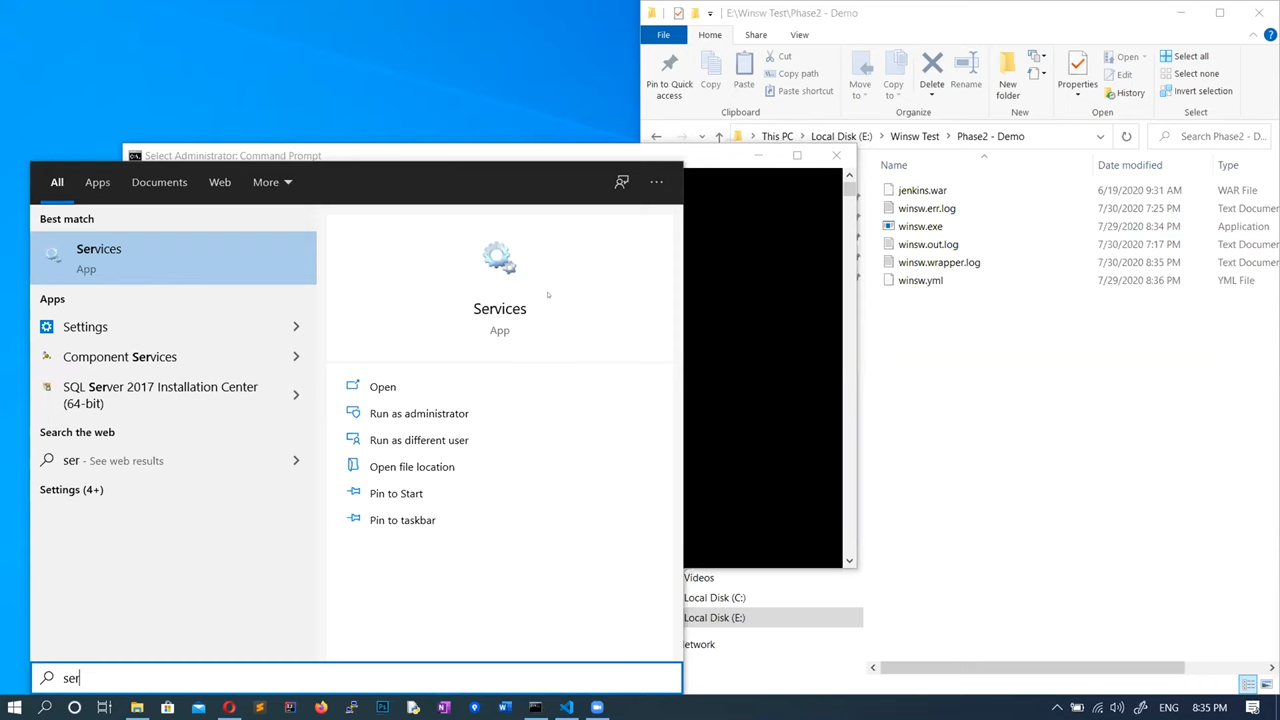 E:\Winsw Test\Phase2 - Demo
File
Home
Share
View
Pin to Quick access
Copy
Paste
Cut
Copy path
Paste shortcut
Clipboard
Move to
Copy to
Delete
Rename
Organize
New folder
New
Properties
Open
Edit
History
Open
Select all
Select none
Invert selection
Select
This PC
Local Disk (E:)
Winsw Test
Phase2 - Demo
Search Phase2 - D...
Name
Date modified
Type
jenkins.war 6/19/2020 9:31 AM WAR File
winsw.err.log 7/30/2020 7:25 PM Text Docume
winsw.exe 7/29/2020 8:34 PM Application
winsw.out.log 7/30/2020 7:17 PM Text Docume
winsw.wrapper.log 7/30/2020 8:35 PM Text Docume
winsw.yml 7/29/2020 8:36 PM YML File
Select Administrator: Command Prompt
All
Apps
Documents
Web
More
Best match
Services
App
Apps
Settings
Component Services
SQL Server 2017 Installation Center
(64-bit)
Search the web
ser - See web results
Settings (4+)
Services
App
Open
Run as administrator
Run as different user
Open file location
Pin to Start
Pin to taskbar
Videos
Local Disk (C:)
Local Disk (E:)
etwork
ser
8:35 PM